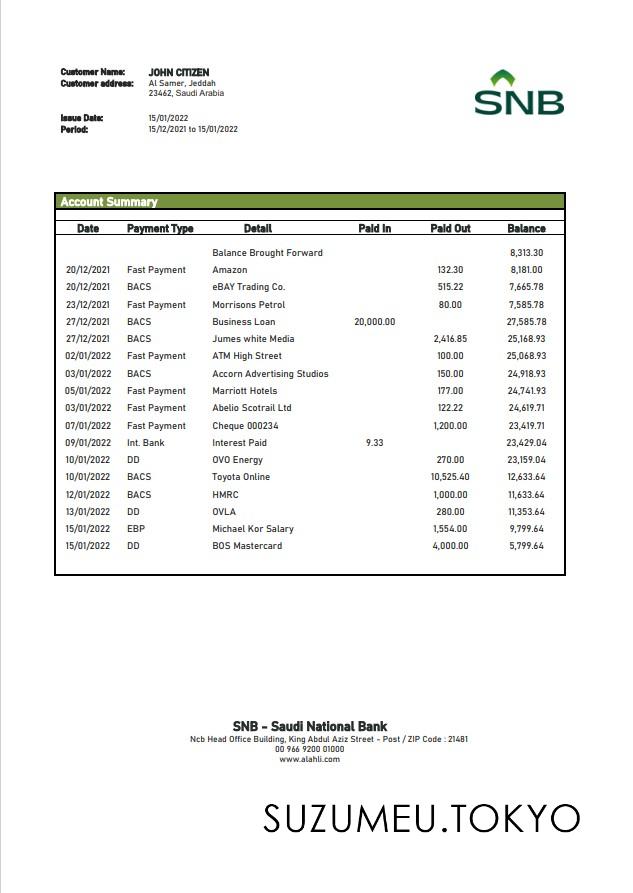 Customer Name: JOHN CITIZEN
Customer address: Al Samer, Jeddah
23462, Saudi Arabia
SNB
Issue Date: 15/01/2022
Period: 15/12/2021 to 15/01/2022
Account Summary
Date Payment Type Detail Paid In Paid Out Balance
Balance Brought Forward 8,313.30
20/12/2021 Fast Payment Amazon 132.30 8,181.00
20/12/2021 BACS eBAY Trading Co. 515.22 7,665.78
23/12/2021 Fast Payment Morrisons Petrol 80.00 7,585.78
27/12/2021 BACS Business Loan 20,000.00 27,585.78
27/12/2021 BACS Jumes white Media 2,416.85 25,168.93
02/01/2022 Fast Payment ATM High Street 100.00 25,068.93
03/01/2022 BACS Accorn Advertising Studios 150.00 24,918.93
05/01/2022 Fast Payment Marriott Hotels 177.00 24,741.93
03/01/2022 Fast Payment Abelio Scotrail Ltd 122.22 24,619.71
07/01/2022 Fast Payment Cheque 000234 1,200.00 23,419.71
09/01/2022 Int. Bank Interest Paid 9.33 23,429.04
10/01/2022 DD OVO Energy 270.00 23,159.04
10/01/2022 BACS Toyota Online 10,525.40 12,633.64
12/01/2022 BACS HMRC 1,000.00 11,633.64
13/01/2022 DD OVLA 280.00 11,353.64
15/01/2022 EBP Michael Kor Salary 1,554.00 9,799.64
15/01/2022 DD BOS Mastercard 4,000.00 5,799.64
SNB - Saudi National Bank
Ncb Head Office Building, King Abdul Aziz Street - Post / ZIP Code : 21481
00 966 9200 01000
www.alahli.com
SUZUMEU.TOKYO